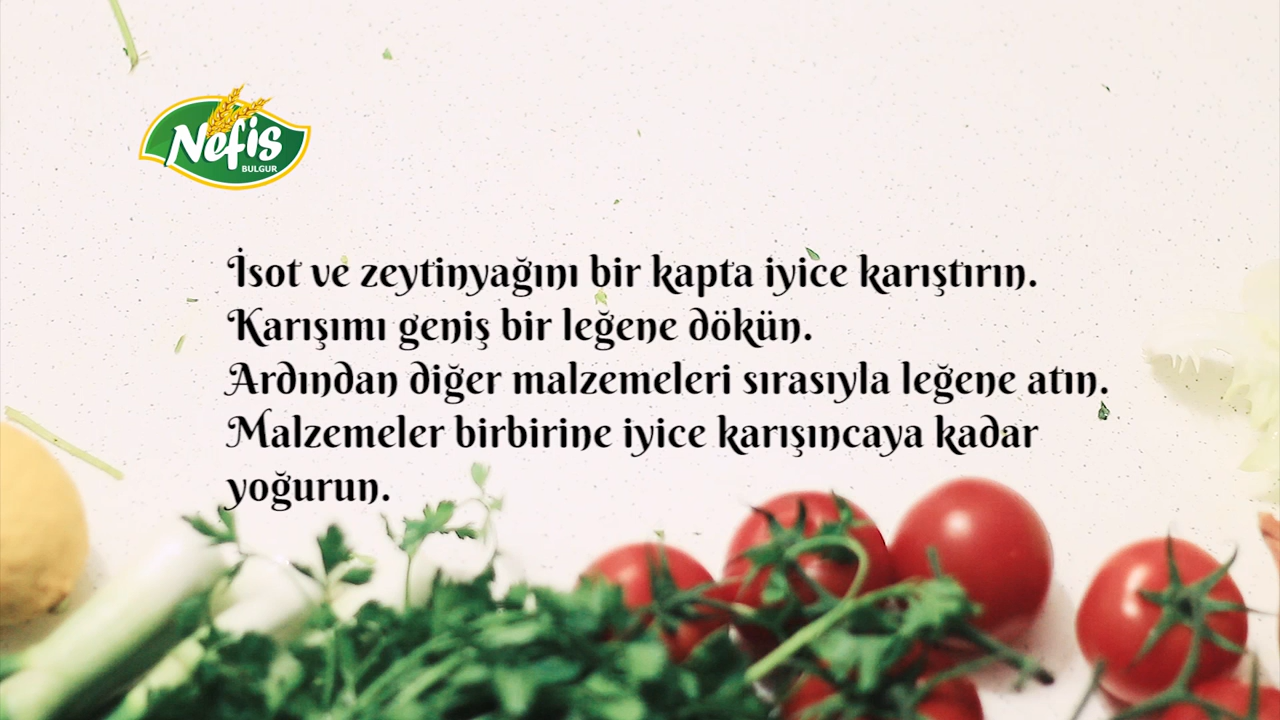 Nefis
BULGUR
İsot ve zeytinyağını bir kapta iyice karıştırın.
Karışımı geniş bir leğene dökün.
Ardından diğer malzemeleri sırasıyla leğene atın.
Malzemeler birbirine iyice karışıncaya kadar
yoğurun.